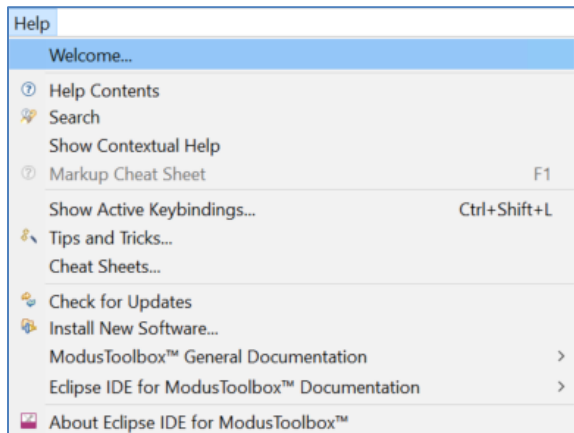 Help
Welcome...
Help Contents
Search
Show Contextual Help
Markup Cheat Sheet F1
Show Active Keybindings... Ctrl+Shift+L
Tips and Tricks...
Cheat Sheets...
Check for Updates
Install New Software...
ModusToolbox™ General Documentation
Eclipse IDE for ModusToolbox™ Documentation
About Eclipse IDE for ModusToolbox™